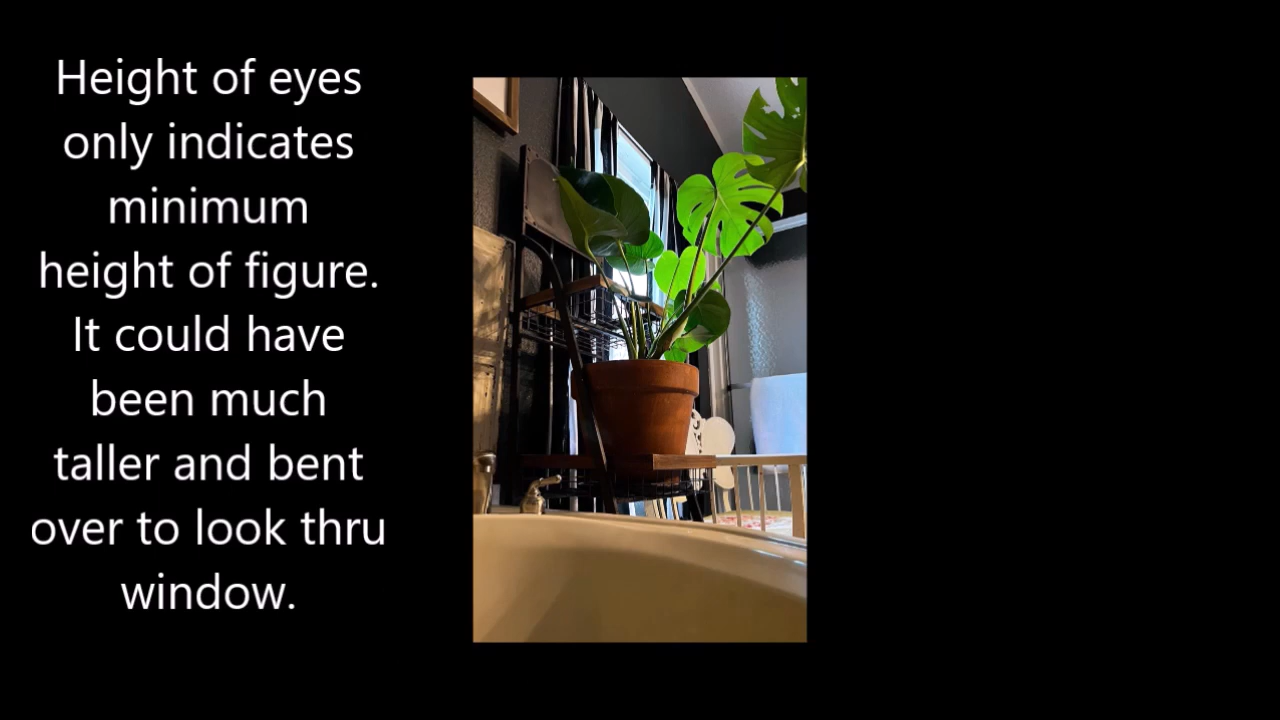 Height of eyes
only indicates
minimum
height of figure.
It could have
been much
taller and bent
over to look thru
window.